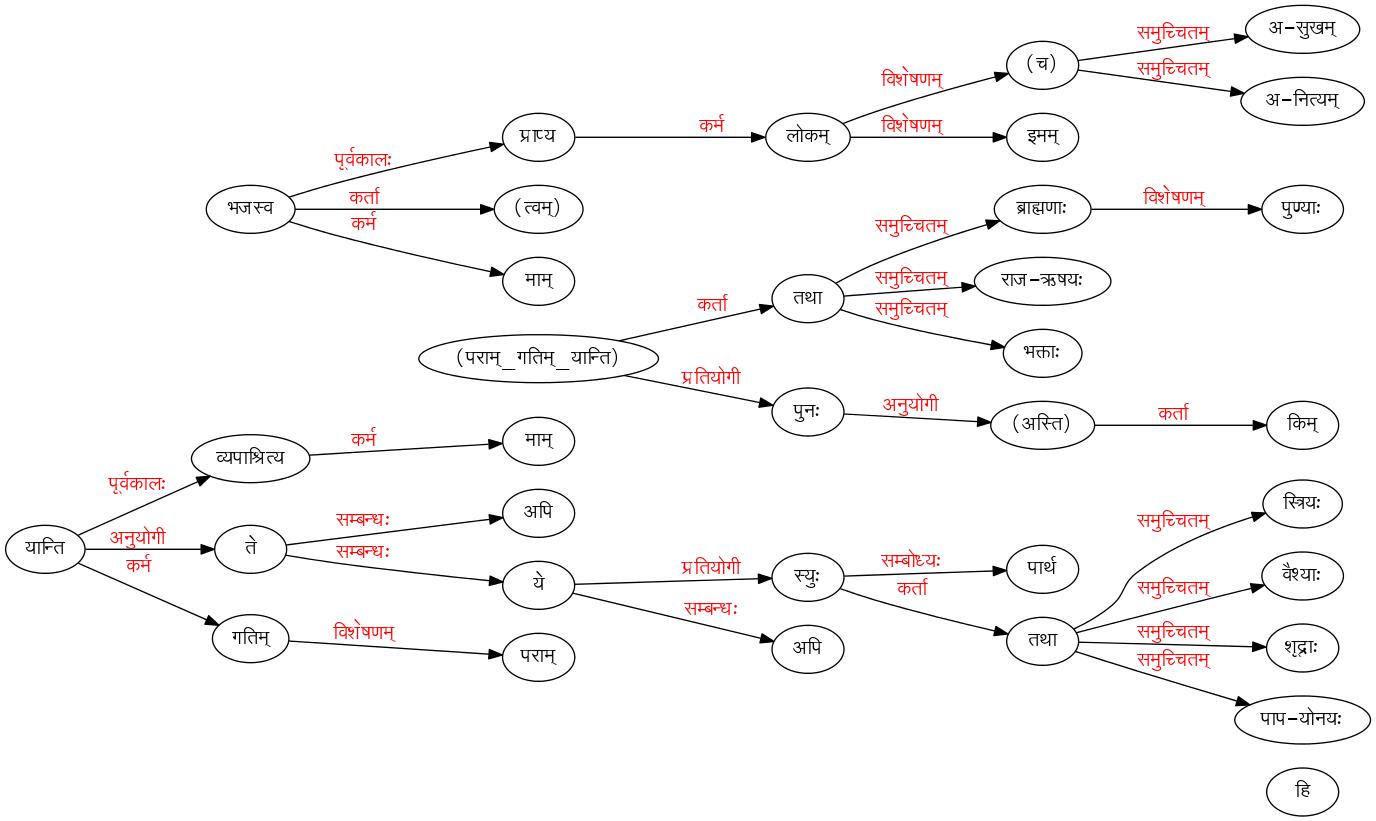 समुच्चितम्
अ-सुखम्
(च)
विशेषणम्
समुच्चितम्
अ-नित्यम्
प्राप्य
कर्म
लोकम्
विशेषणम्
इमम्
पूर्वकालः
भजस्व
कर्ता
(त्वम्)
कर्म
माम्
ब्राह्मणाः
विशेषणम्
पुण्याः
समुच्चितम्
तथा
समुच्चितम्
राज-ऋषयः
कर्ता
समुच्चितम्
भक्ताः
(पराम्_गतिम्_यान्ति)
प्रतियोगी
पुनः
अनुयोगी
(अस्ति)
कर्ता
किम्
व्यपाश्रित्य
कर्म
माम्
पूर्वकालः
यान्ति
अनुयोगी
ते
सम्बन्धः
अपि
सम्बन्धः
ये
प्रतियोगी
स्युः
सम्बोध्यः
पार्थ
समुच्चितम्
स्त्रियः
कर्म
गतिम्
विशेषणम्
पराम्
सम्बन्धः
अपि
कर्ता
तथा
समुच्चितम्
वैश्याः
समुच्चितम्
शूद्राः
समुच्चितम्
पाप-योनयः
हि